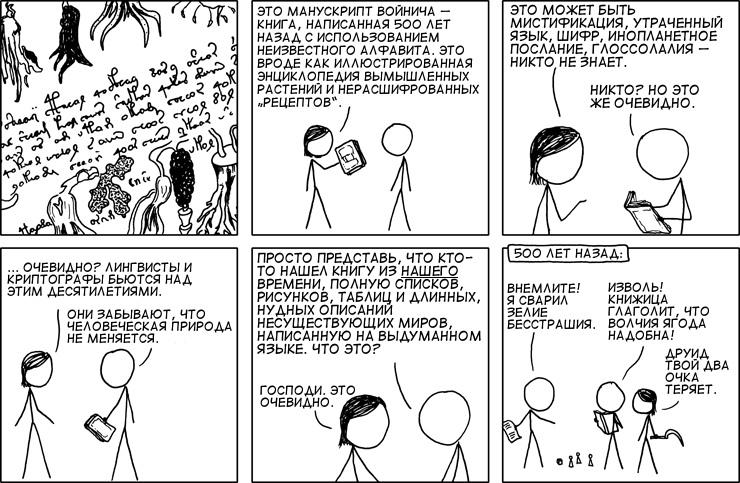 ЭТО МАНУСКРИПТ ВОЙНИЧА –
КНИГА, НАПИСАННАЯ 500 ЛЕТ
НАЗАД С ИСПОЛЬЗОВАНИЕМ
НЕИЗВЕСТНОГО АЛФАВИТА. ЭТО
ВРОДЕ КАК ИЛЛЮСТРИРОВАННАЯ
ЭНЦИКЛОПЕДИЯ ВЫМЫШЛЕННЫХ
РАСТЕНИЙ И НЕРАСШИФРОВАННЫХ
„РЕЦЕПТОВ“.
ЭТО МОЖЕТ БЫТЬ
МИСТИФИКАЦИЯ, УТРАЧЕННЫЙ
ЯЗЫК, ШИФР, ИНОПЛАНЕТНОЕ
ПОСЛАНИЕ, ГЛОССОЛАЛИЯ –
НИКТО НЕ ЗНАЕТ.
НИКТО? НО ЭТО
ЖЕ ОЧЕВИДНО.
... ОЧЕВИДНО? ЛИНГВИСТЫ И
КРИПТОГРАФЫ БЬЮТСЯ НАД
ЭТИМ ДЕСЯТИЛЕТИЯМИ.
ОНИ ЗАБЫВАЮТ, ЧТО
ЧЕЛОВЕЧЕСКАЯ ПРИРОДА
НЕ МЕНЯЕТСЯ.
ПРОСТО ПРЕДСТАВЬ, ЧТО КТО-
ТО НАШЕЛ КНИГУ ИЗ НАШЕГО
ВРЕМЕНИ, ПОЛНУЮ СПИСКОВ,
РИСУНКОВ, ТАБЛИЦ И ДЛИННЫХ,
НУДНЫХ ОПИСАНИЙ
НЕСУЩЕСТВУЮЩИХ МИРОВ,
НАПИСАННУЮ НА ВЫДУМАННОМ
ЯЗЫКЕ. ЧТО ЭТО?
ГОСПОДИ. ЭТО
ОЧЕВИДНО.
500 ЛЕТ НАЗАД:
ВНЕМЛИТЕ!
Я СВАРИЛ
ЗЕЛИЕ
БЕССТРАШИЯ.
ИЗВОЛЬ!
КНИЖИЦА
ГЛАГОЛИТ, ЧТО
ВОЛЧИЯ ЯГОДА
НАДОБНА!
ДРУИД
ТВОЙ ДВА
ОЧКА
ТЕРЯЕТ.